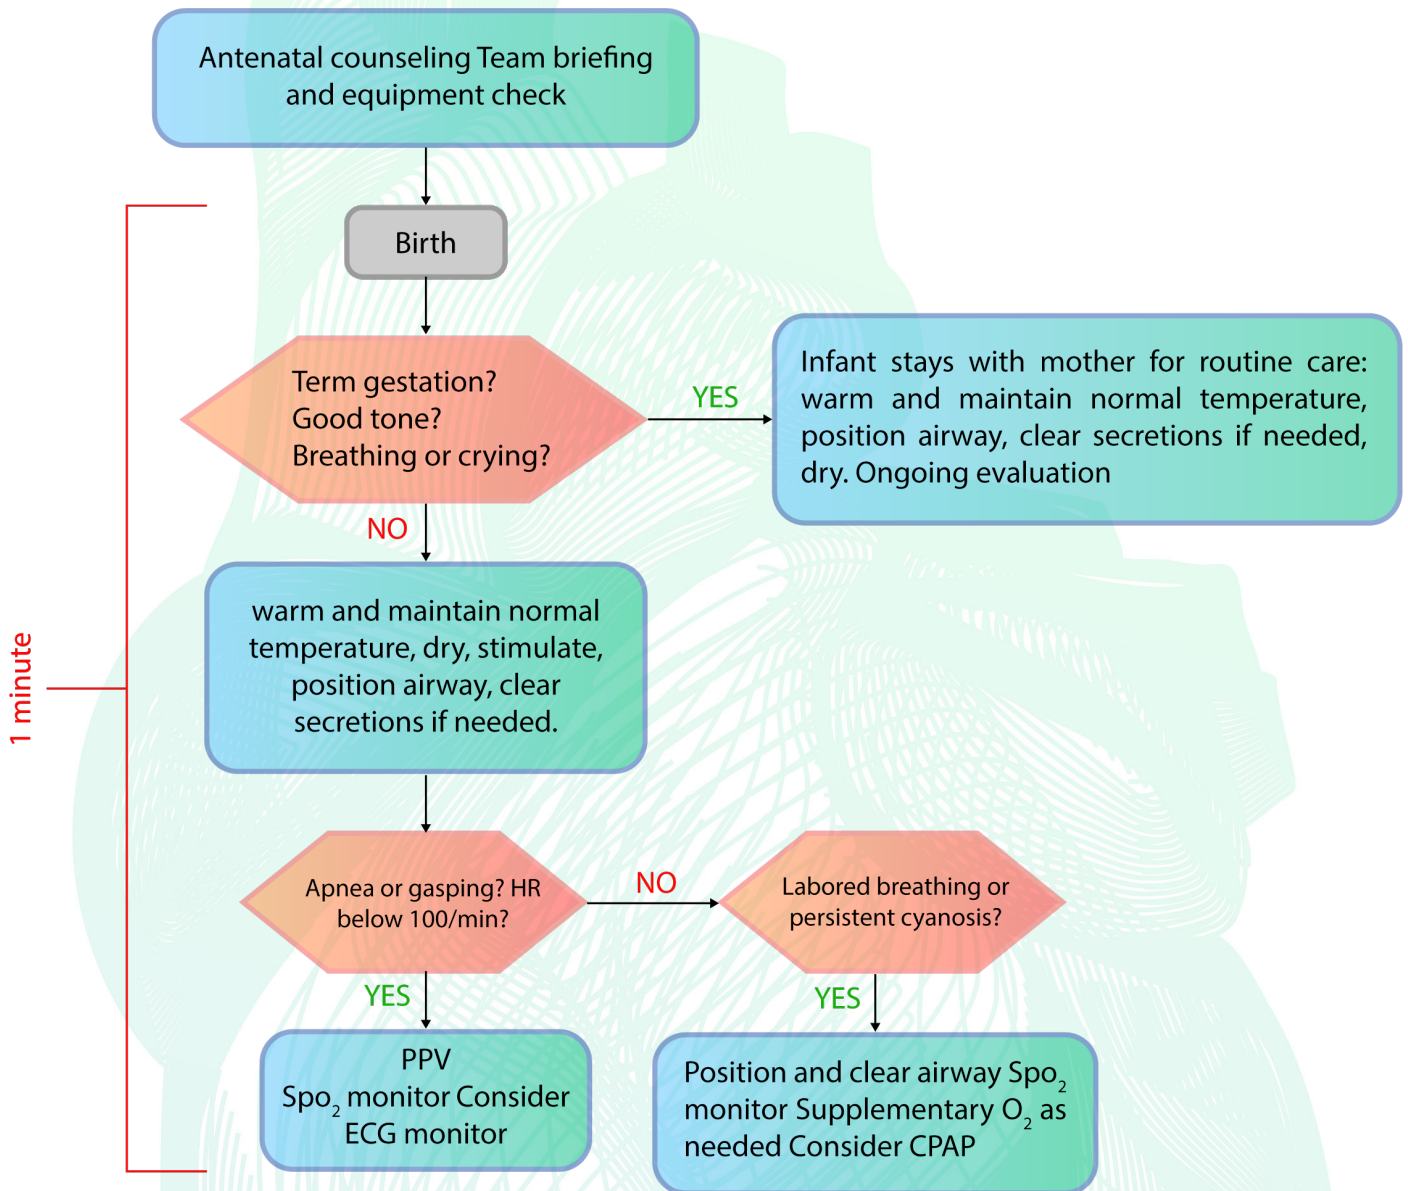 Antenatal counseling Team briefing
and equipment check
Birth
Term gestation?
Good tone?
Breathing or crying?
YES
Infant stays with mother for routine care:
warm and maintain normal temperature,
position airway, clear secretions if needed,
dry. Ongoing evaluation
NO
warm and maintain normal
temperature, dry, stimulate,
position airway, clear
secretions if needed.
1 minute
Apnea or gasping? HR
below 100/min?
NO
Labored breathing or
persistent cyanosis?
YES
YES
PPV
Spo₂ monitor Consider
ECG monitor
Position and clear airway Spo₂
monitor Supplementary O₂ as
needed Consider CPAP